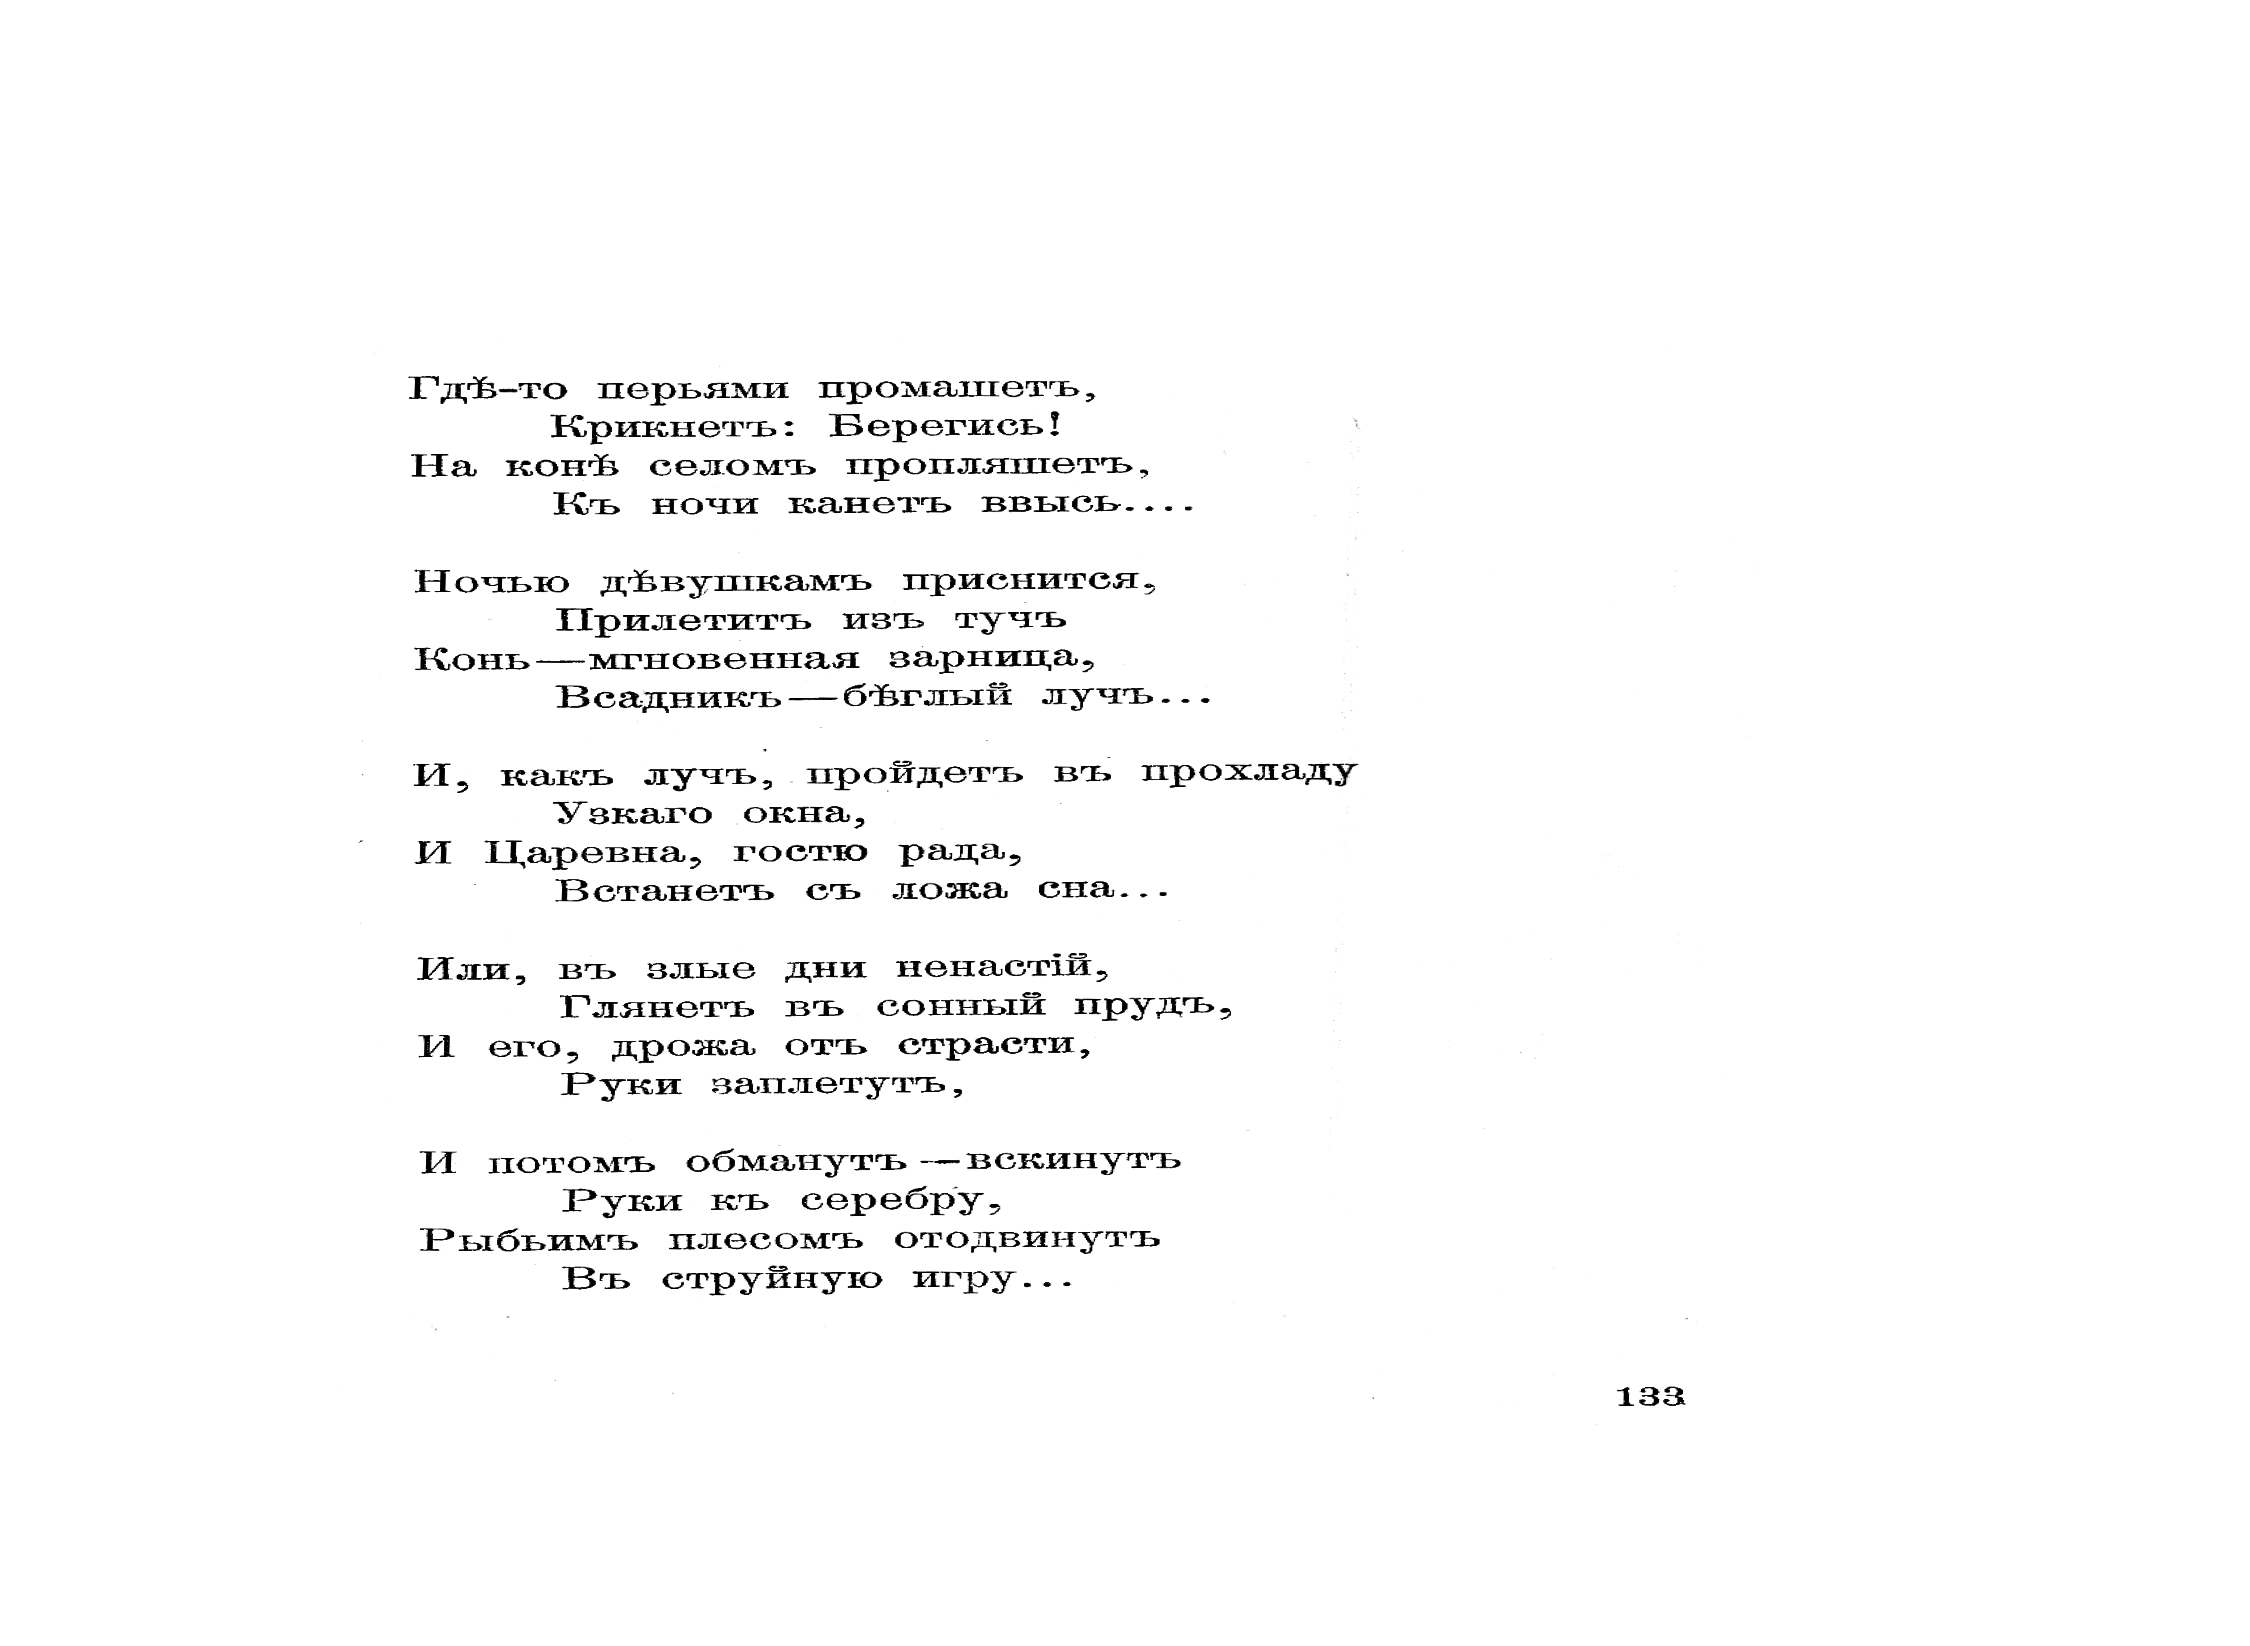 Гдѣ-то перьями промашетъ,
Крикнетъ: Берегись!
На конѣ селомъ пропляшетъ,
Къ ночи канетъ ввысь....
Ночью дѣвушкамъ приснится,
Прилетитъ изъ тучъ
Конь—мгновенная зарница,
Всадникъ—бѣглый лучъ...
И, какъ лучъ, пройдетъ въ прохладу
Узкаго окна,
И Царевна, гостю рада,
Встанетъ съ ложа сна...
Или, въ злые дни ненастій,
Глянетъ въ сонный прудъ,
И его, дрожа отъ страсти,
Руки заплетутъ,
И потомъ обманутъ—вскинутъ
Руки къ серебру,
Рыбьимъ плесомъ отодвинутъ
Въ струйную игру...
133